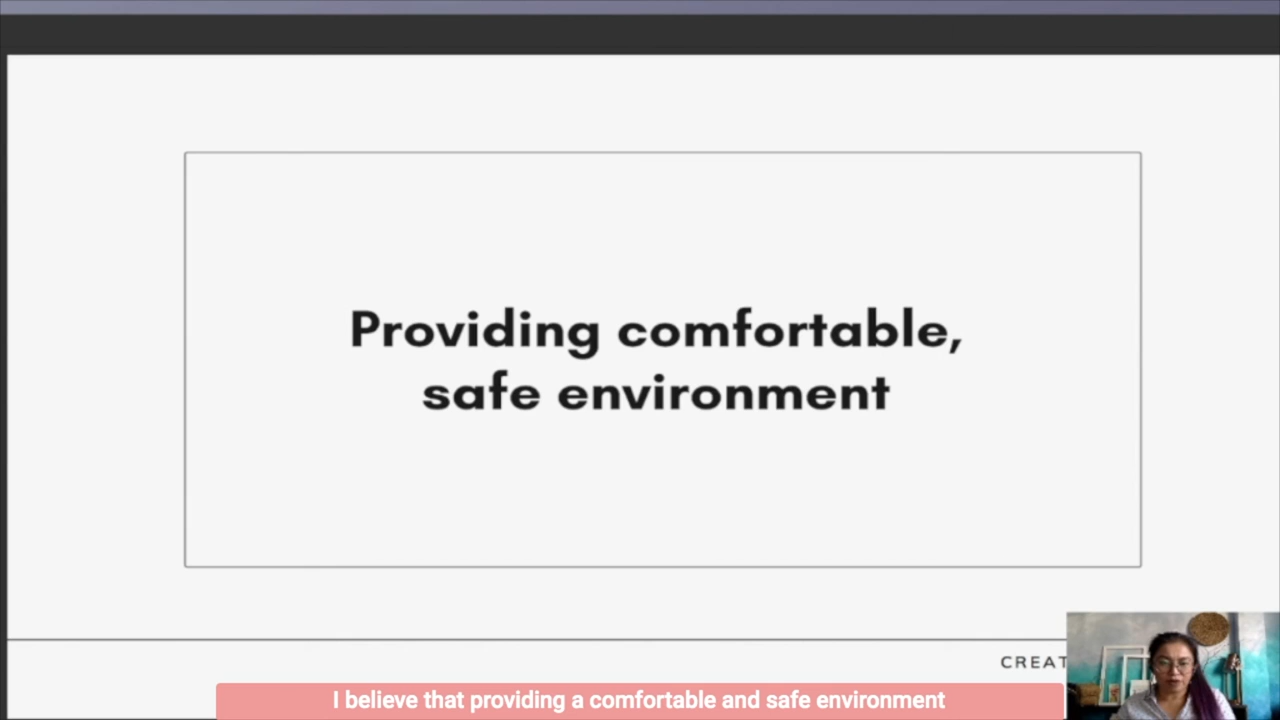 Providing comfortable,
safe environment
CREAT
I believe that providing a comfortable and safe environment